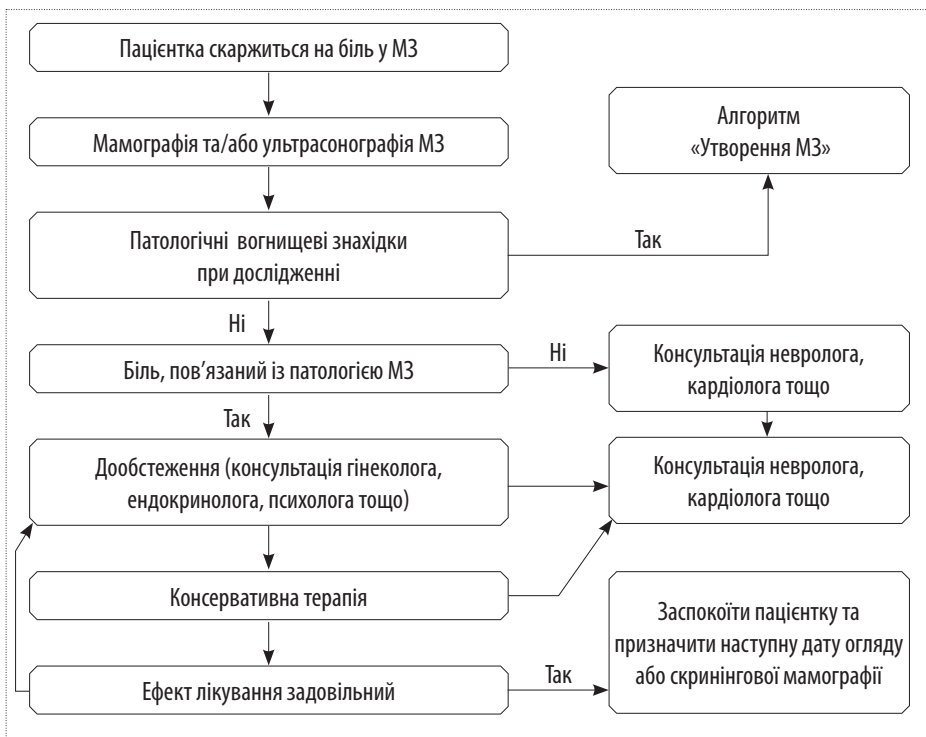 Пацієнтка скаржиться на біль у МЗ
Мамографія та/або ультрасонографія МЗ
Алгоритм
«Утворення МЗ»
Патологічні вогнищеві знахідки
при дослідженні
Так
Ні
Біль, пов’язаний із патологією МЗ
Ні
Консультація невролога,
кардіолога тощо
Так
Дообстеження (консультація гінеколога,
ендокринолога, психолога тощо)
Консультація невролога,
кардіолога тощо
Консервативна терапія
Ефект лікування задовільний
Так
Заспокоїти пацієнтку та
призначити наступну дату огляду
або скринінгової мамографії